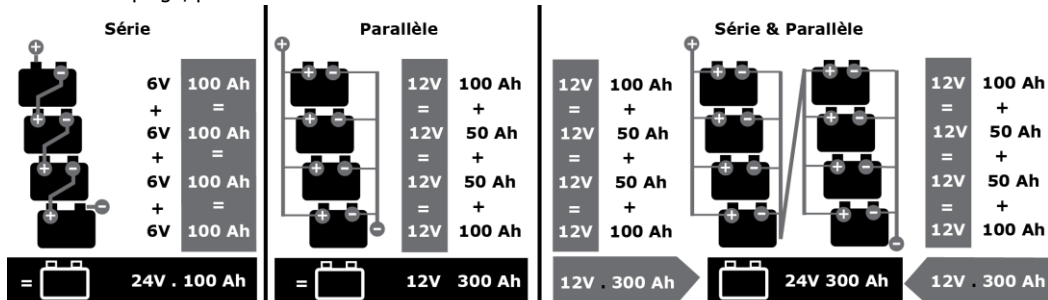 Série
6V 100 Ah
+ =
6V 100 Ah
+ =
6V 100 Ah
+ =
6V 100 Ah
= 24V . 100 Ah
Parallèle
12V 100 Ah
= +
12V 50 Ah
= +
12V 50 Ah
= +
12V 100 Ah
= 12V 300 Ah
Série & Parallèle
12V 100 Ah
= +
12V 50 Ah
= +
12V 50 Ah
= +
12V 100 Ah
12V . 300 Ah
24V 300 Ah
12V 100 Ah
= +
12V 50 Ah
= +
12V 50 Ah
= +
12V 100 Ah
12V . 300 Ah